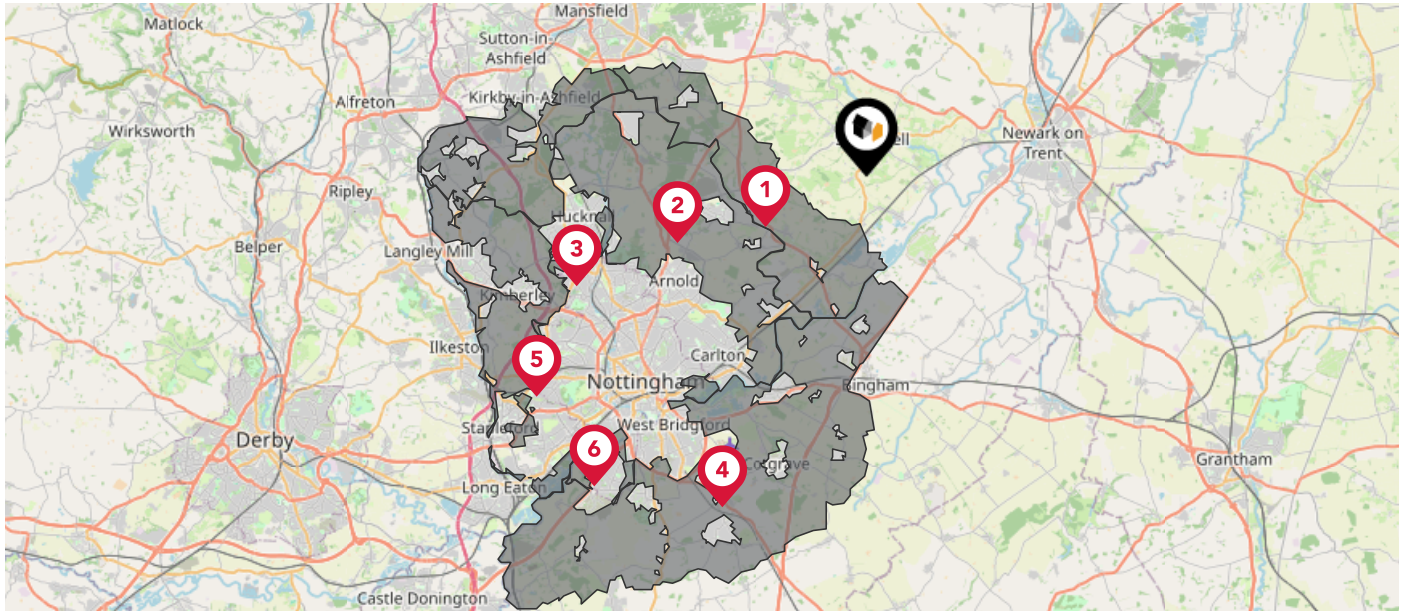 Mansfield
Matlock
Sutton-in-
Ashfield
Kirkby-in-Ashfield
Alfreton
Wirksworth
Newark on
Trent
ell
1
Ripley
2
Hucknal
3
Belper
Langley Mill
Arnold
Kimberley
Ilkeston
5
Carlton
Nottingham
Bingham
West Bridgford
Stapleford
Derby
6
4
Cotgrave
Grantham
Long Eaton
Castle Donington